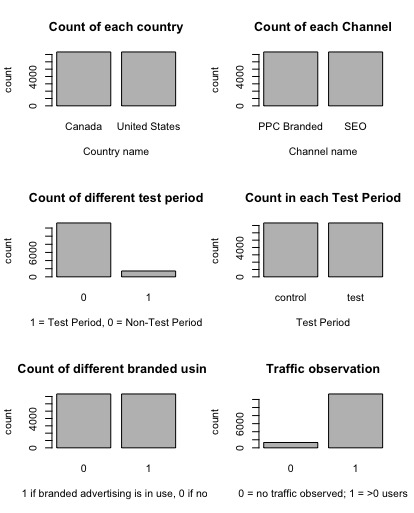 Count of each country
count
0 4000
Canada United States
Country name
Count of each Channel
count
0 4000
PPC Branded SEO
Channel name
Count of different test period
count
0 6000
0 1
1 = Test Period, 0 = Non-Test Period
Count in each Test Period
count
0 4000
control test
Test Period
Count of different branded usin
count
0 4000
0 1
1 if branded advertising is in use, 0 if no
Traffic observation
count
0 6000
0 1
0 = no traffic observed; 1 = >0 users